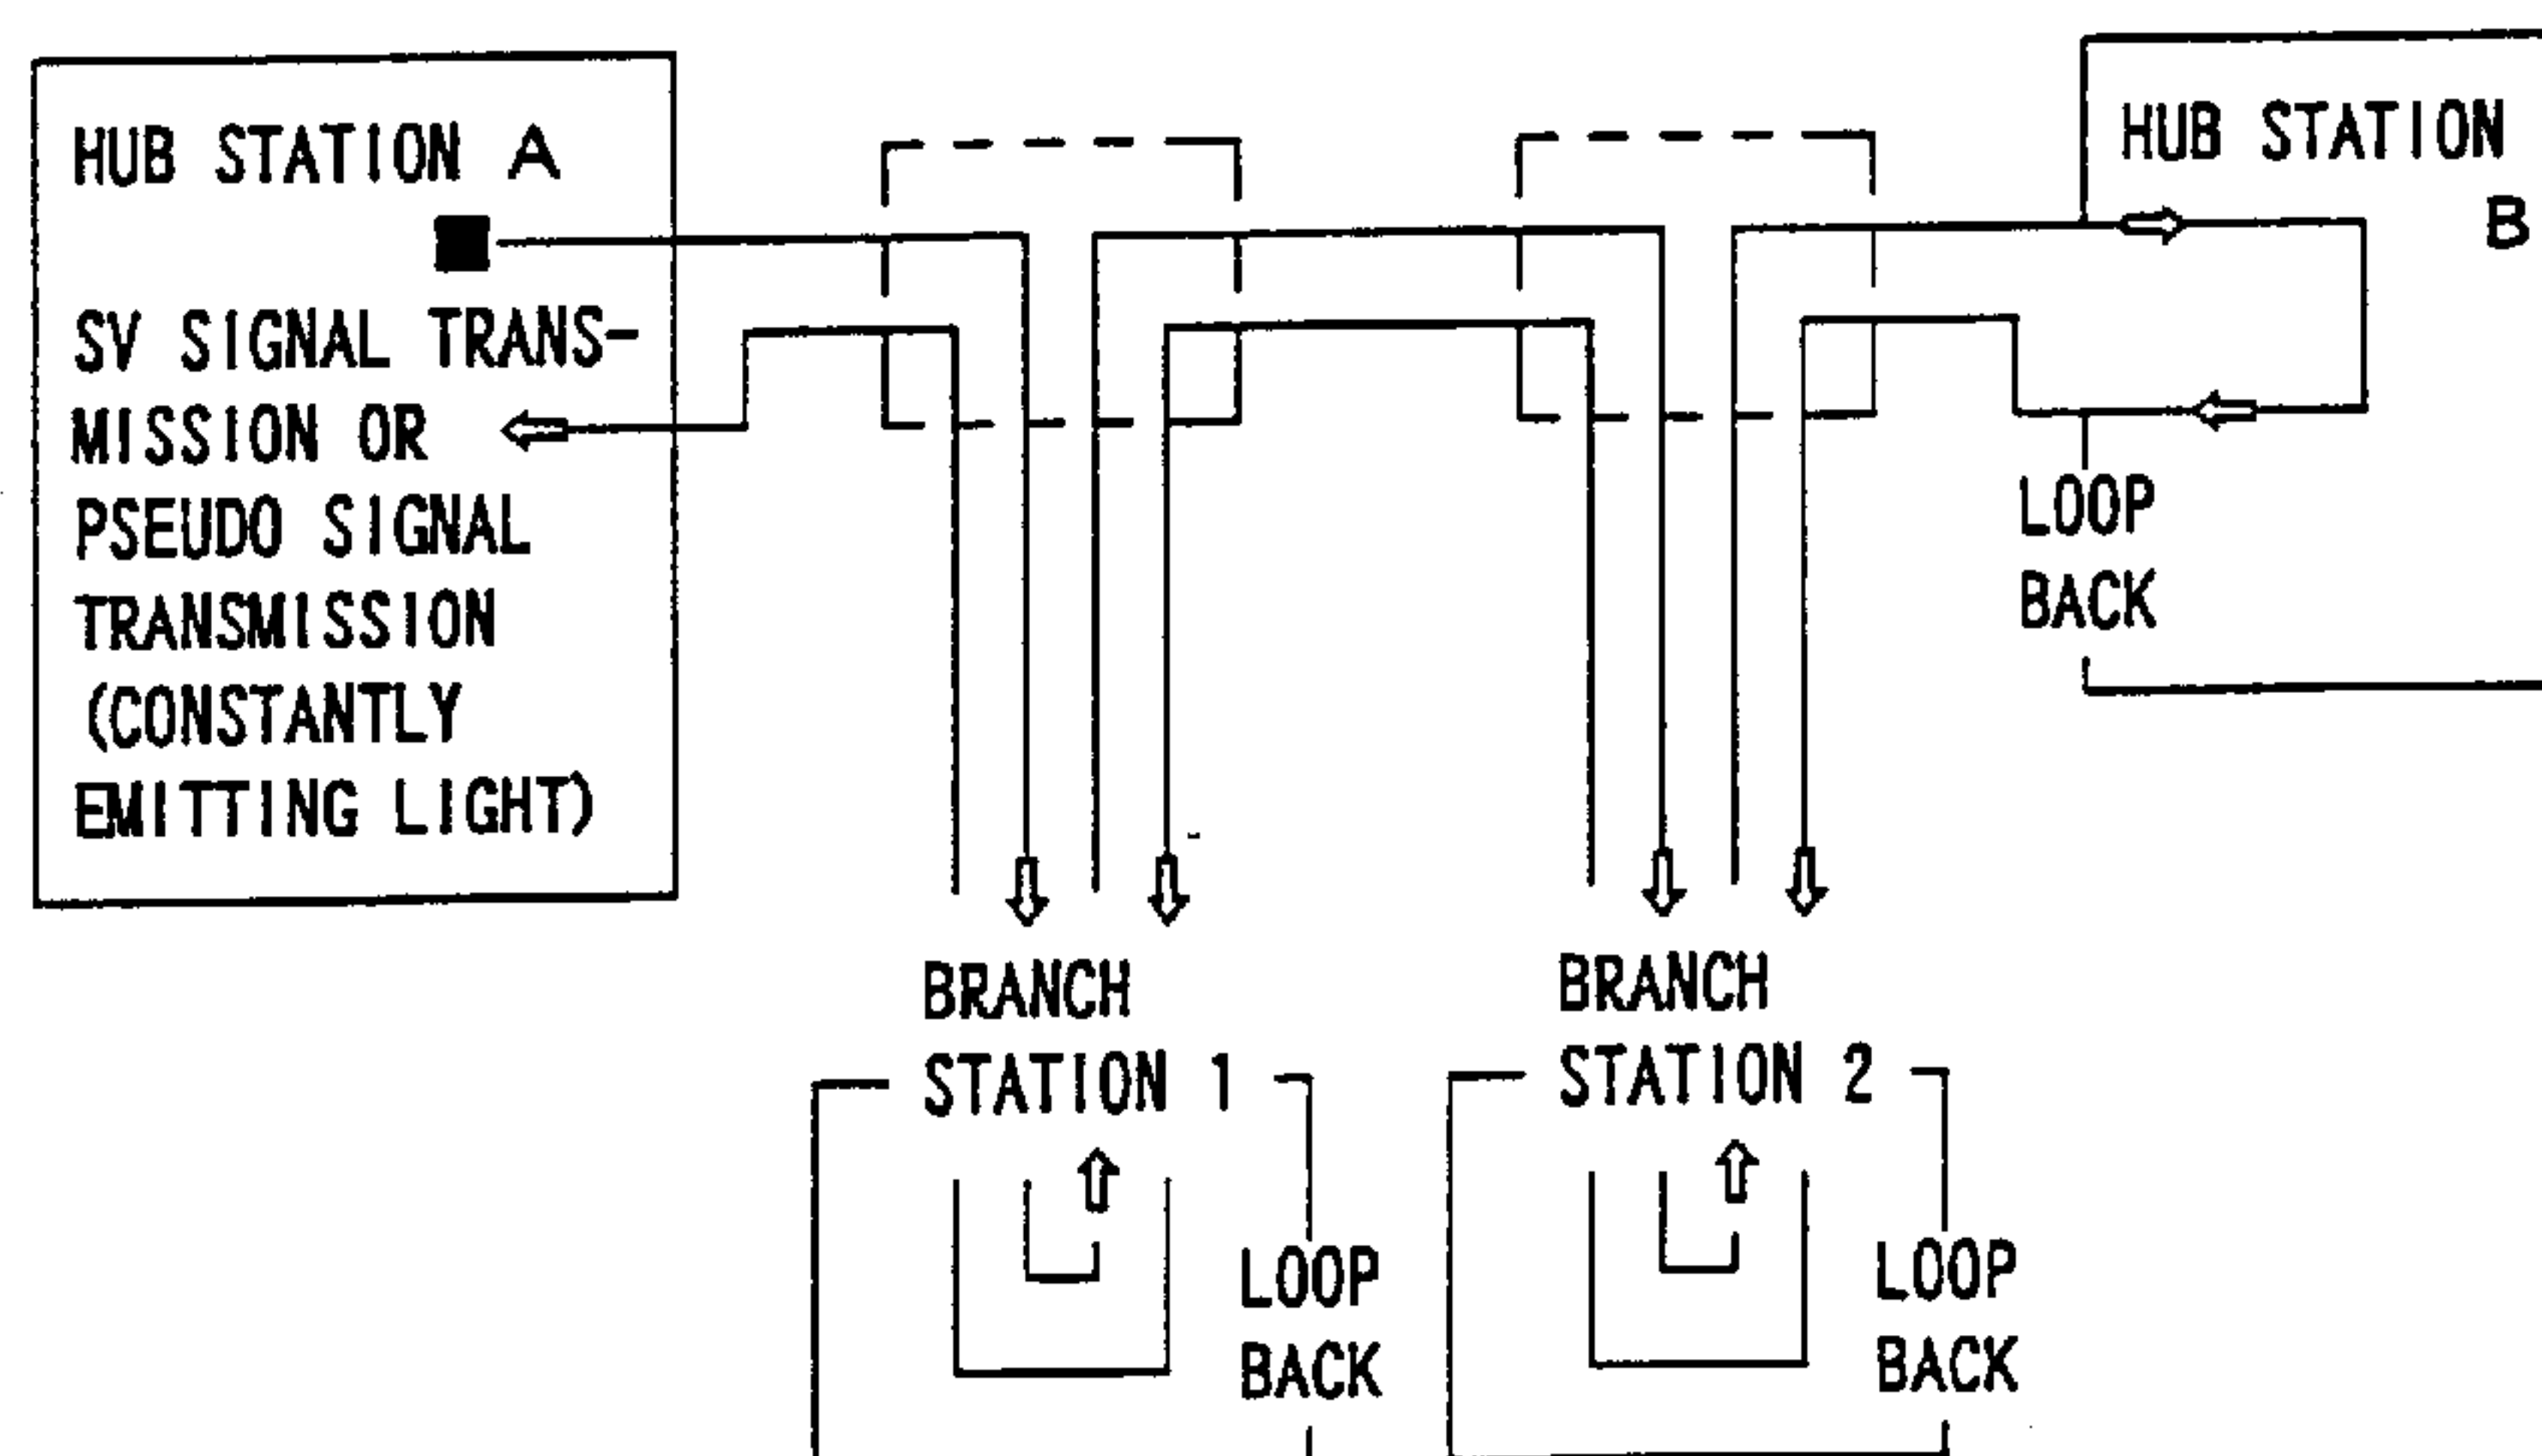 HUB STATION A
SV SIGNAL TRANS-
MISSION OR
PSEUDO SIGNAL
TRANSMISSION
(CONSTANTLY
EMITTING LIGHT)
HUB STATION
B
LOOP
BACK
BRANCH
STATION 1
LOOP
BACK
BRANCH
STATION 2
LOOP
BACK